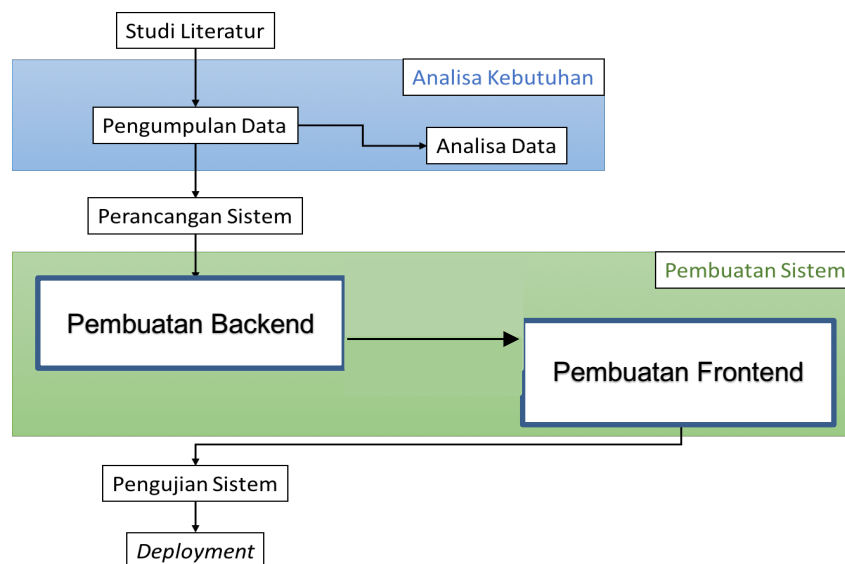 Studi Literatur
Analisa Kebutuhan
Pengumpulan Data
Analisa Data
Perancangan Sistem
Pembuatan Sistem
Pembuatan Backend
Pembuatan Frontend
Pengujian Sistem
Deployment